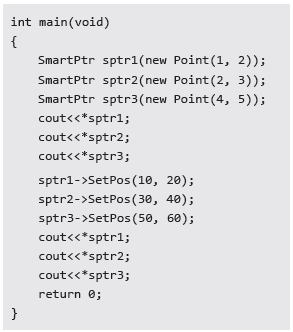 int main(void)
{
    SmartPtr sptr1(new Point(1, 2));
    SmartPtr sptr2(new Point(2, 3));
    SmartPtr sptr3(new Point(4, 5));
    cout<<*sptr1;
    cout<<*sptr2;
    cout<<*sptr3;
    sptr1->SetPos(10, 20);
    sptr2->SetPos(30, 40);
    sptr3->SetPos(50, 60);
    cout<<*sptr1;
    cout<<*sptr2;
    cout<<*sptr3;
    return 0;
}